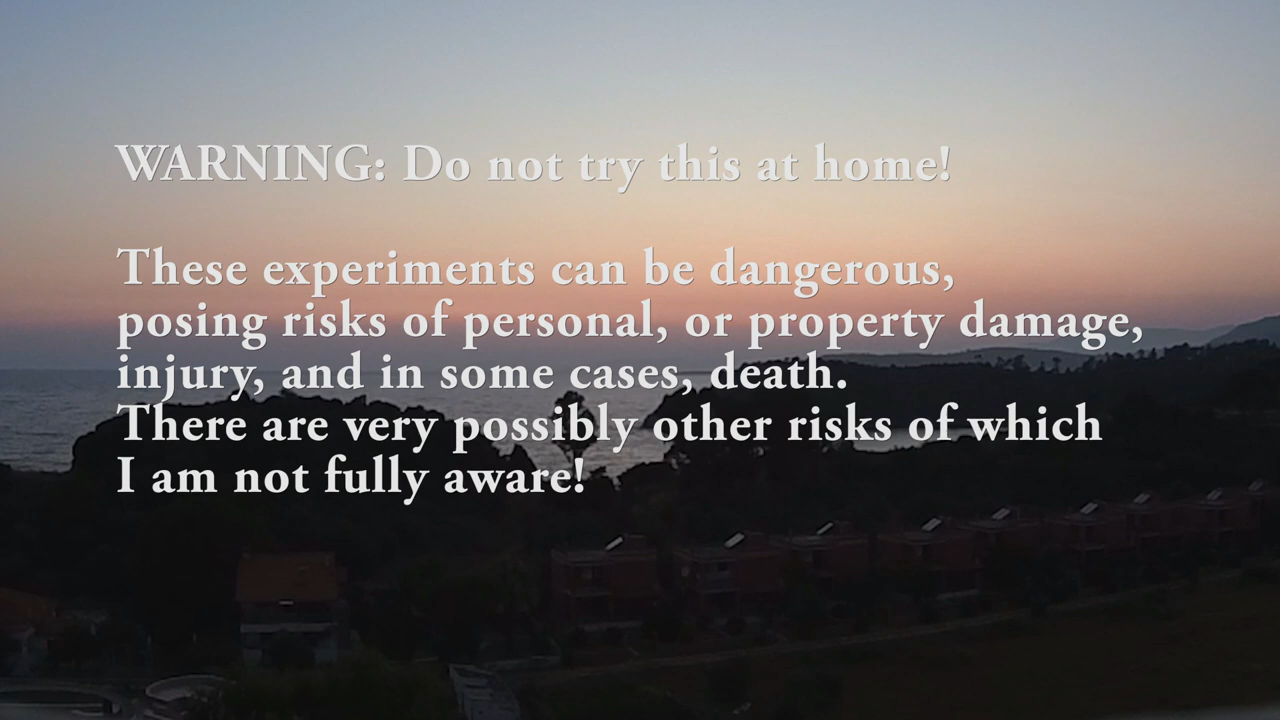 WARNING: Do not try this at home!
These experiments can be dangerous,
posing risks of personal, or property damage,
injury, and in some cases, death.
There are very possibly other risks of which
I am not fully aware!